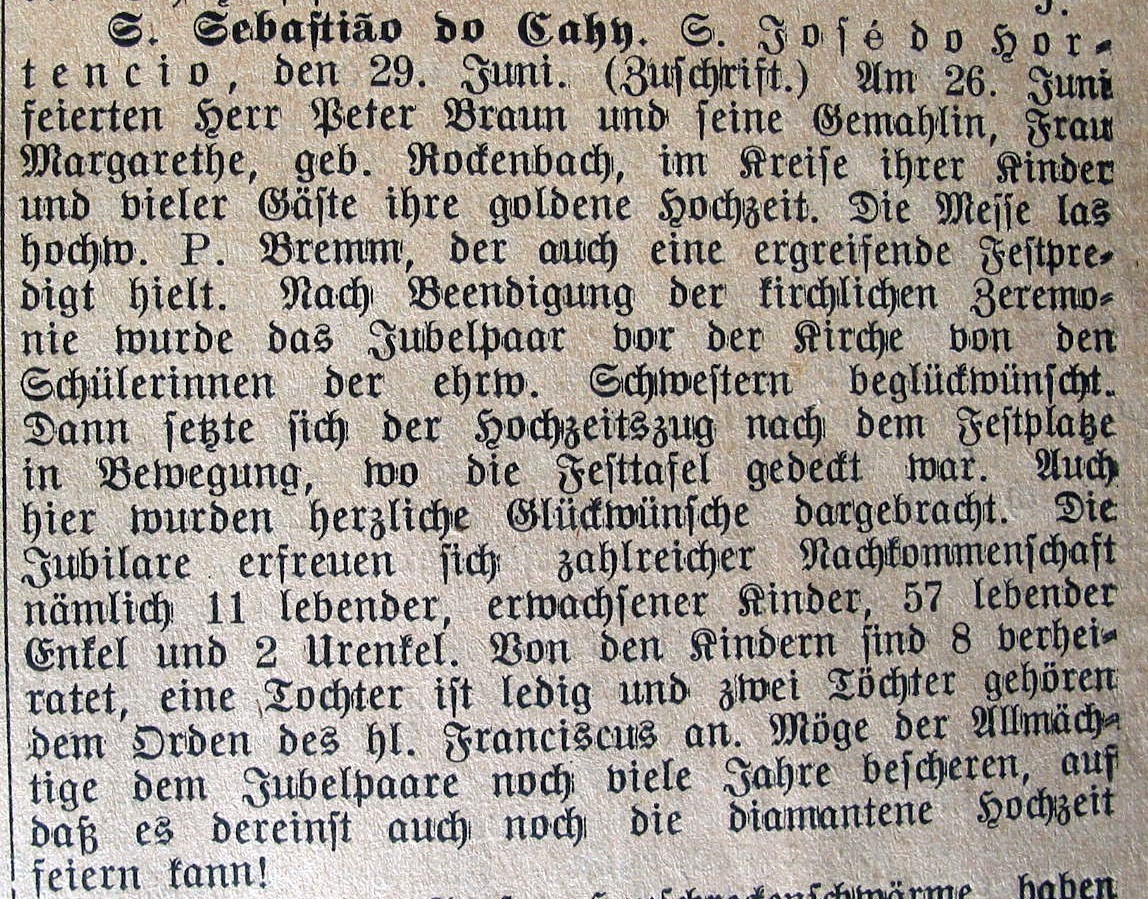 S. Sebastião do Cahy. S. José do Hor-
tencio, den 29. Juni. (Zuschrift.) Am 26. Juni
feierten Herr Peter Braun und seine Gemahlin, Frau
Margarethe, geb. Rockenbach, im Kreise ihrer Kinder
und vieler Gäste ihre goldene Hochzeit. Die Messe las
hochw. P. Bremm, der auch eine ergreifende Festpre-
digt hielt. Nach Beendigung der kirchlichen Zeremo-
nie wurde das Jubelpaar vor der Kirche von den
Schülerinnen der ehrw. Schwestern beglückwünscht.
Dann setzte sich der Hochzeitszug nach dem Festplatze
in Bewegung, wo die Festtafel gedeckt war. Auch
hier wurden herzliche Glückwünsche dargebracht. Die
Jubilare erfreuen sich zahlreicher Nachkommenschaft
nämlich 11 lebender, erwachsener Kinder, 57 lebender
Enkel und 2 Urenkel. Von den Kindern sind 8 verhei-
ratet, eine Tochter ist ledig und zwei Töchter gehören
dem Orden des hl. Franciscus an. Möge der Allmäch-
tige dem Jubelpaare noch viele Jahre bescheren, auf
daß es dereinst auch noch die diamantene Hochzeit
feiern kann!
haben